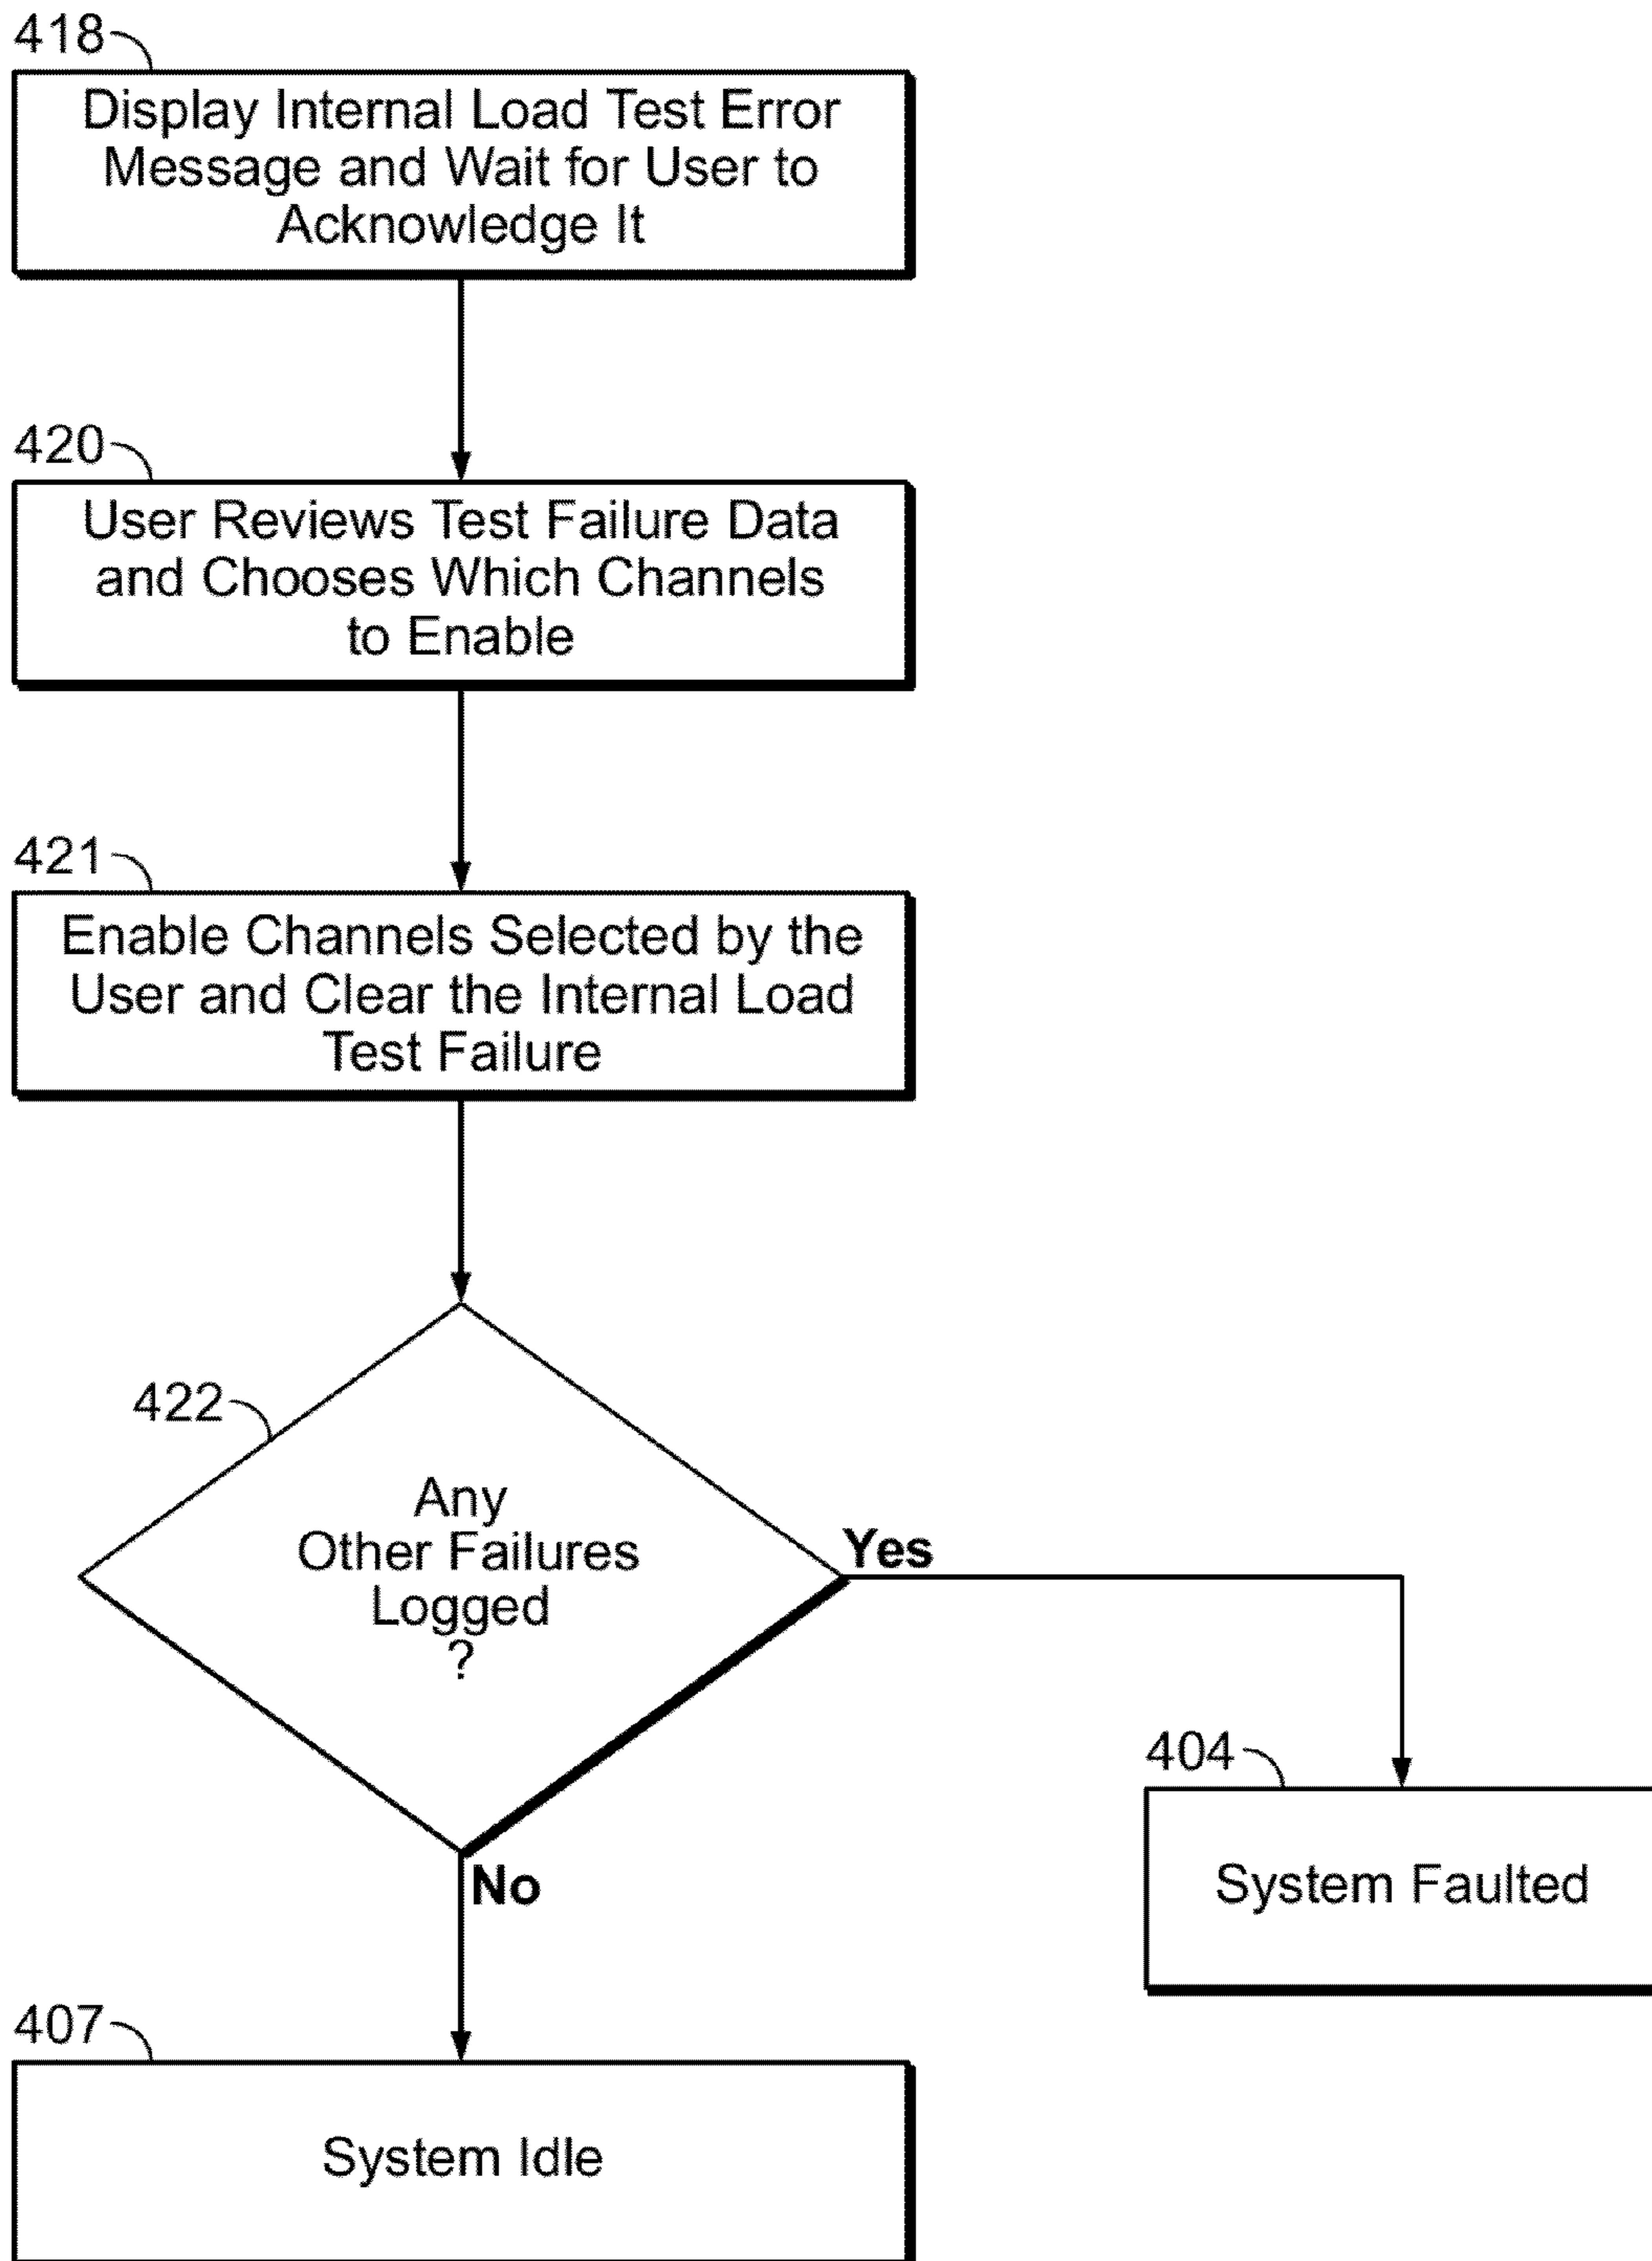 418
Display Internal Load Test Error
Message and Wait for User to
Acknowledge It
420
User Reviews Test Failure Data
and Chooses Which Channels
to Enable
421
Enable Channels Selected by the
User and Clear the Internal Load
Test Failure
422
Any
Other Failures
Logged
?
Yes
404
System Faulted
No
407
System Idle